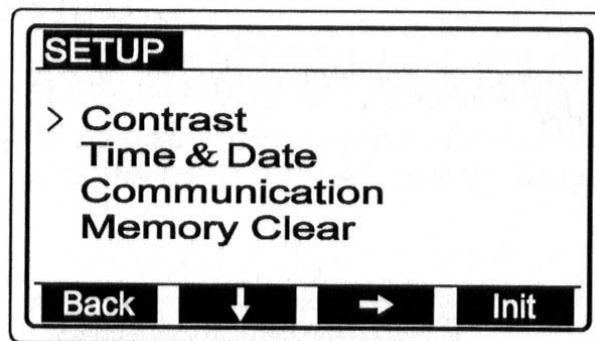 SETUP
> Contrast
Time & Date
Communication
Memory Clear
Back ↓ → Init